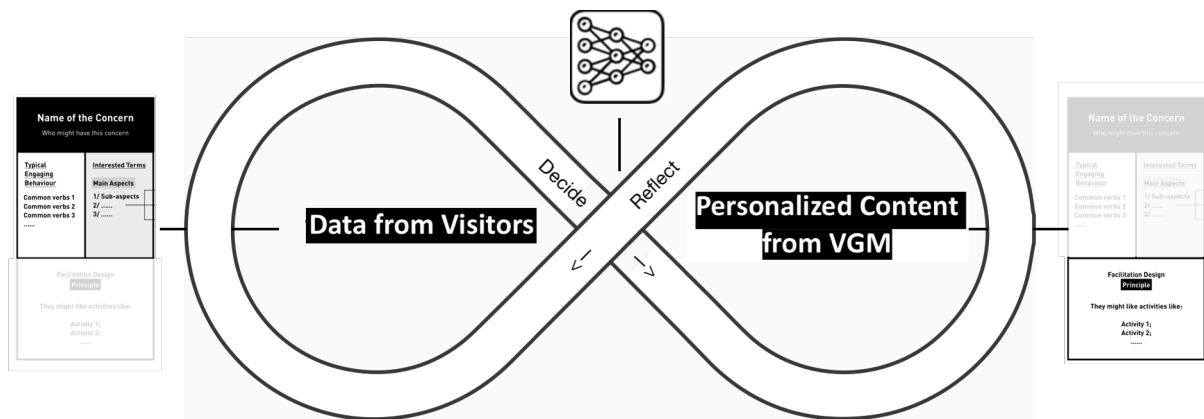 Name of the Concern
Who might have this concern
Typical
Engaging
Behaviour
Common verbs 1
Common verbs 2
Common verbs 3
......
Interested Terms
Main Aspects
1/ Sub-aspects
2/ ......
3/ ......
Facilitation Design
Principle
They might like activities like:
Activity 1;
Activity 2;
......
Data from Visitors
Decide
Reflect
Personalized Content
from VGM
Name of the Concern
Who might have this concern
Typical
Engaging
Behaviour
Common verbs 1
Common verbs 2
Common verbs 3
......
Interested Terms
Main Aspects
1/ Sub-aspects
2/ ......
3/ ......
Facilitation Design
Principle
They might like activities like:
Activity 1;
Activity 2;
......